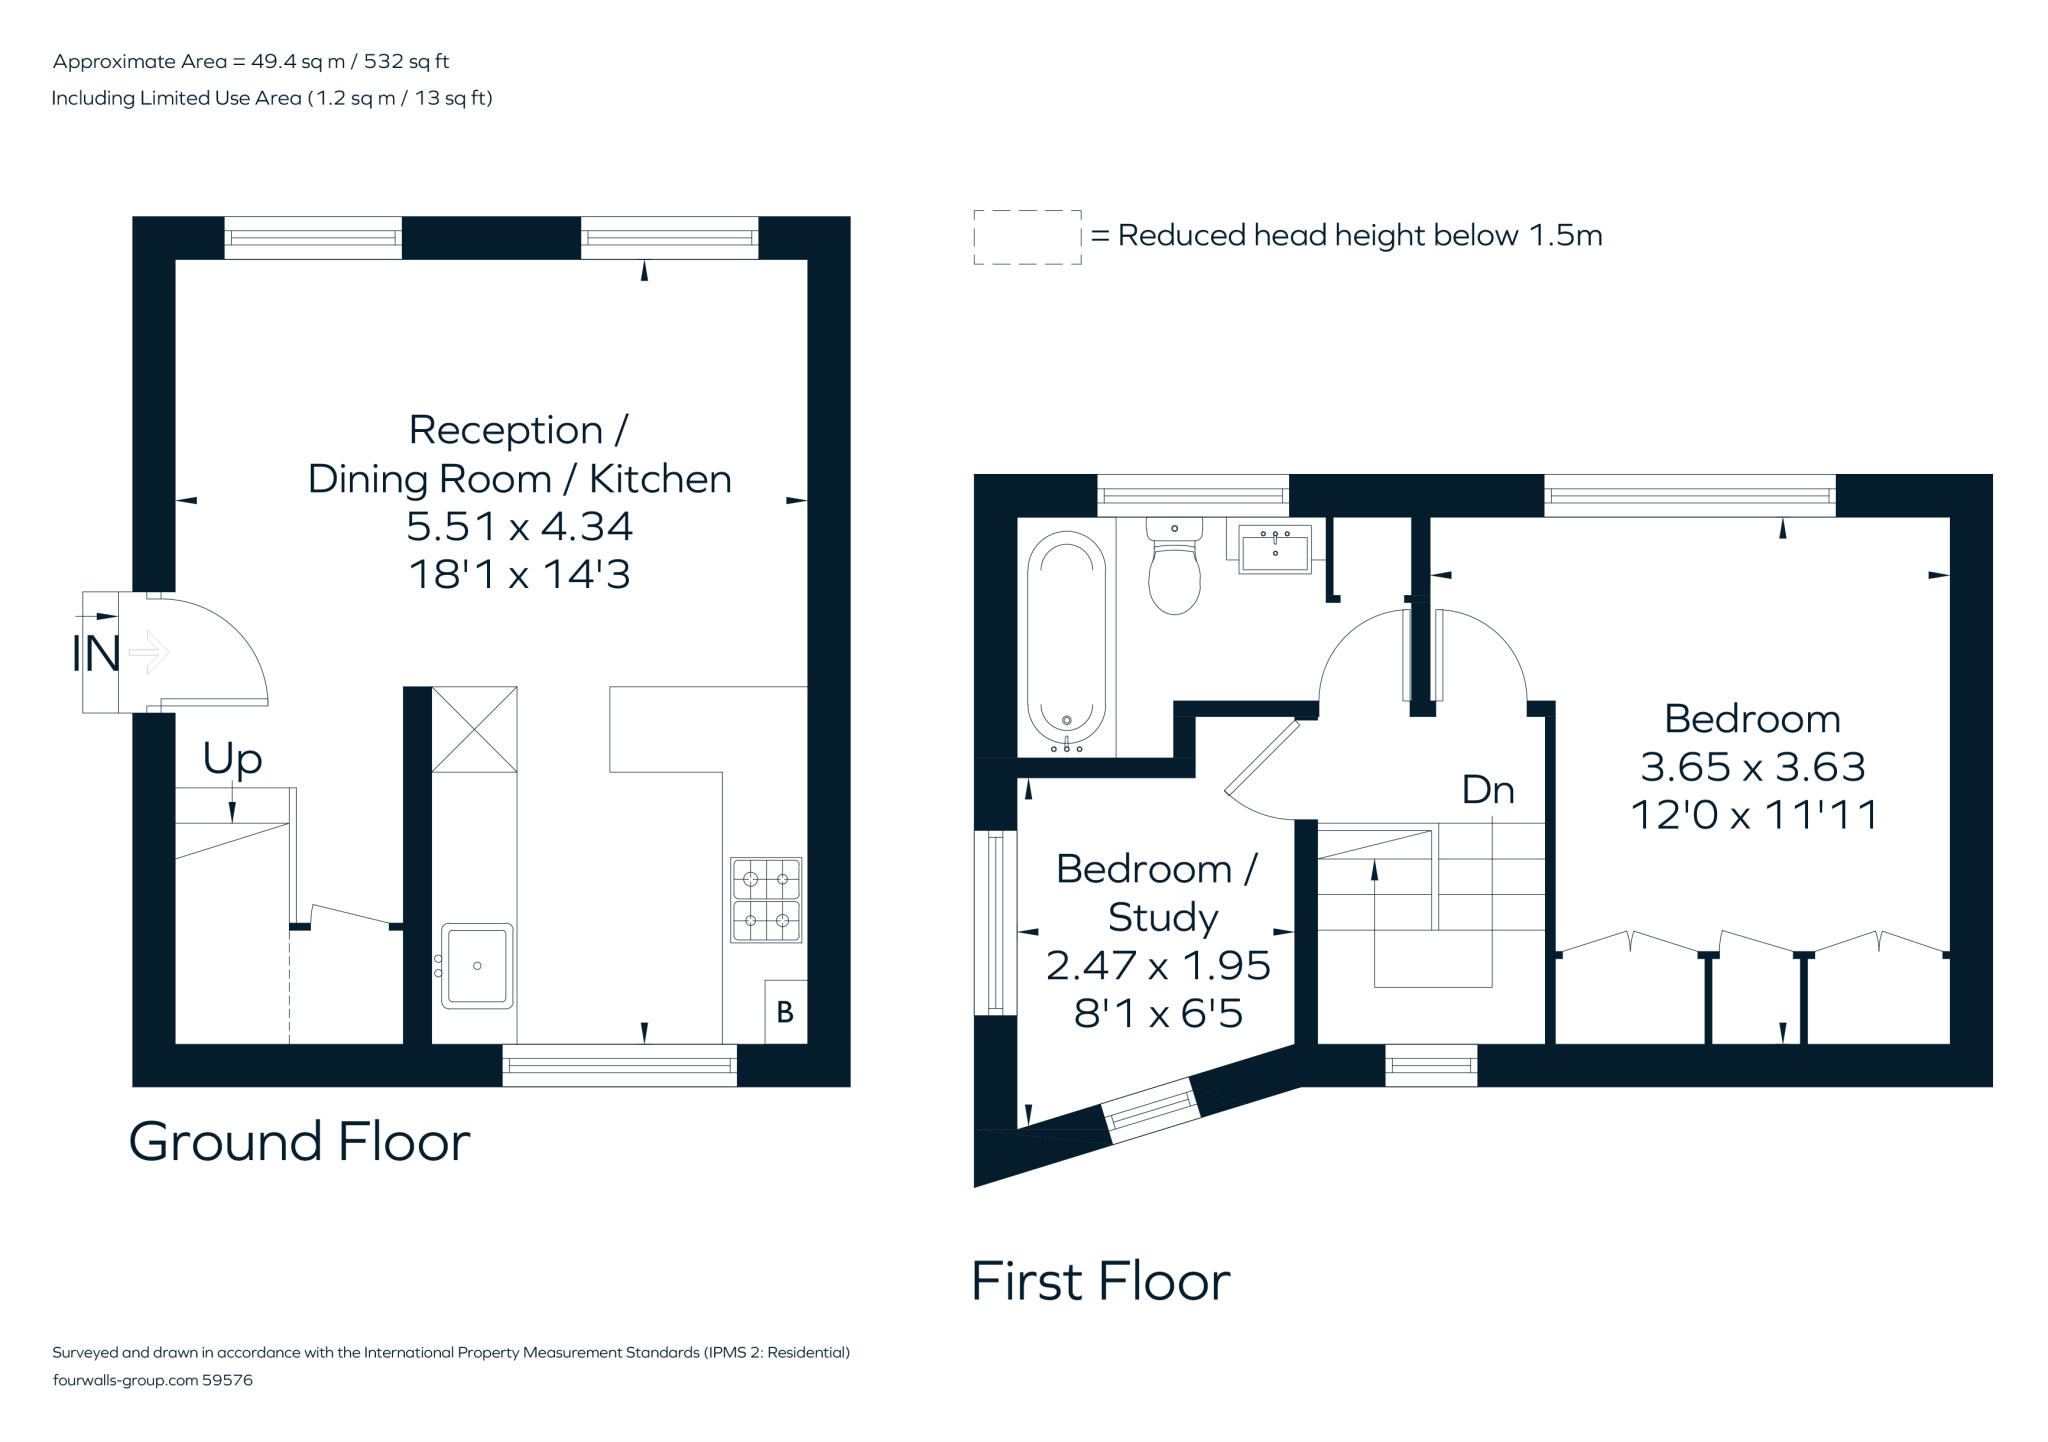 Approximate Area = 49.4 sq m / 532 sq ft
Including Limited Use Area (1.2 sq m / 13 sq ft)
= Reduced head height below 1.5m
Reception /
Dining Room / Kitchen
5.51 x 4.34
18'1 x 14'3
IN
Up
B
Ground Floor
Bedroom
3.65 x 3.63
12'0 x 11'11
Dn
Bedroom /
Study
2.47 x 1.95
8'1 x 6'5
First Floor
Surveyed and drawn in accordance with the International Property Measurement Standards (IPMS 2: Residential)
fourwalls-group.com 59576